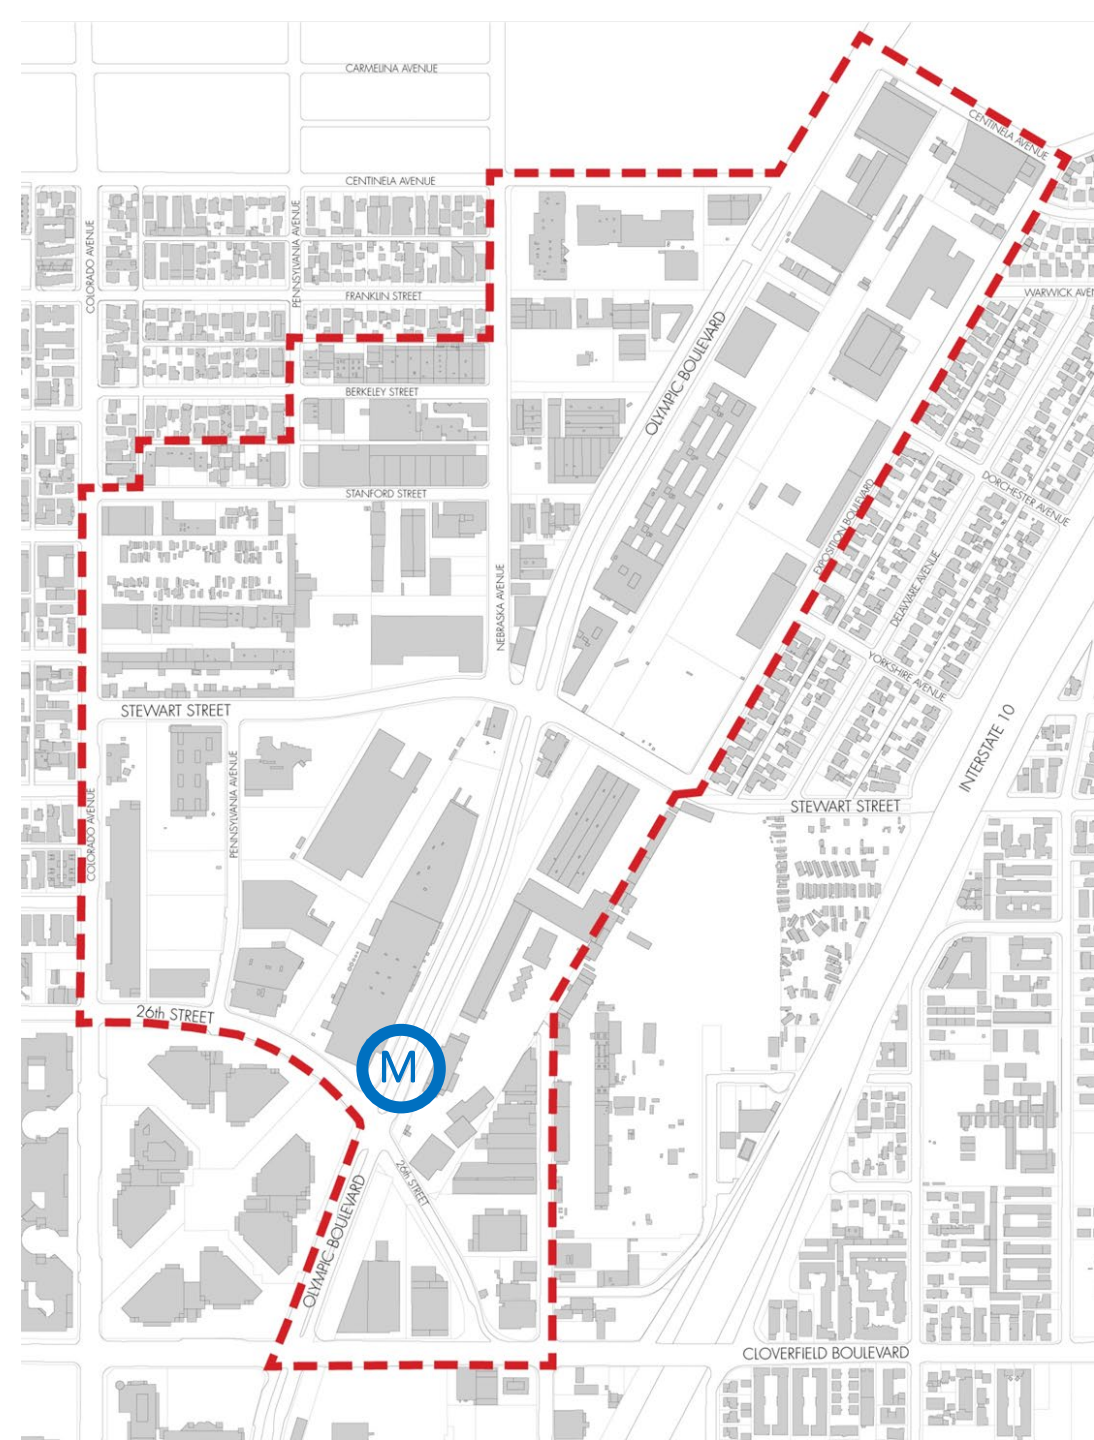 CARMELINA AVENUE
CENTINELA AVENUE
CENTINELA AVENUE
COLORADO AVENUE
PENNSYLVANIA AVENUE
FRANKLIN STREET
WARWICK AVEN
OLYMPIC BOULEVARD
BERKELEY STREET
STANFORD STREET
DORCHESTER AVENUE
EXPOSITION BOULEVARD
NEBRASKA AVENUE
DELAWARE AVENUE
YORKSHIRE AVENUE
STEWART STREET
INTERSTATE 10
PENNSYLVANIA AVENUE
COLORADO AVENUE
STEWART STREET
26th STREET
M
26th STREET
OLYMPIC BOULEVARD
CLOVERFIELD BOULEVARD